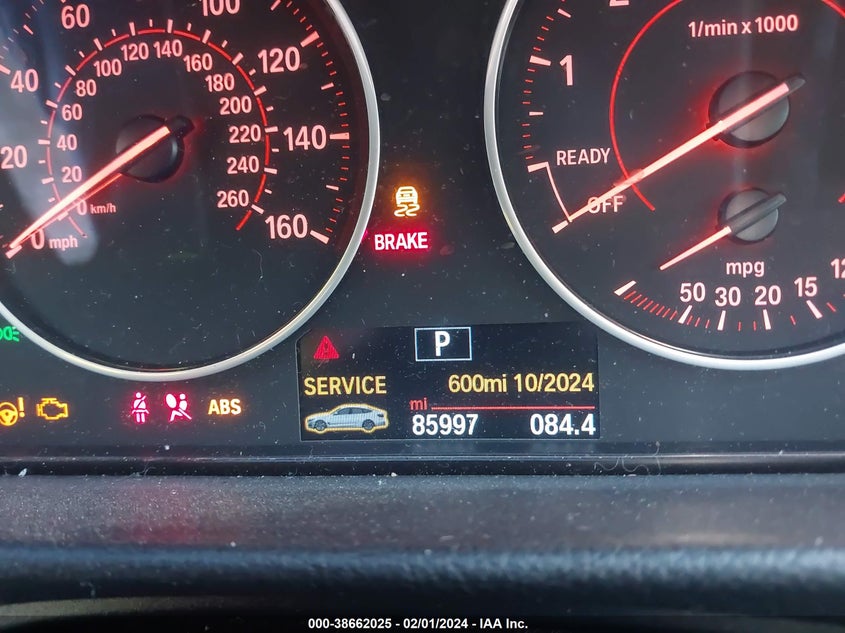 20 40 60 100 120 140 160
mph
0 20 40 60 80 100 120 140 160 180 200 220 240 260
km/h
BRAKE
1
1/min x 1000
READY
OFF
mpg
50 30 20 15 12
P
SERVICE 600mi 10/2024
mi
85997 084.4
ABS
000-38662025 - 02/01/2024 - IAA Inc.